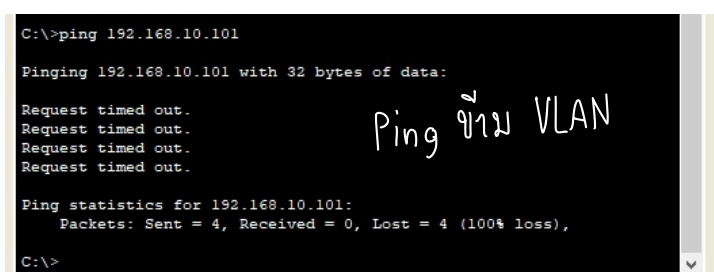 C:\>ping 192.168.10.101
Pinging 192.168.10.101 with 32 bytes of data:
Request timed out.
Request timed out.
Request timed out.
Request timed out.
Ping ข้าม VLAN
Ping statistics for 192.168.10.101:
Packets: Sent = 4, Received = 0, Lost = 4 (100% loss),
C:\>